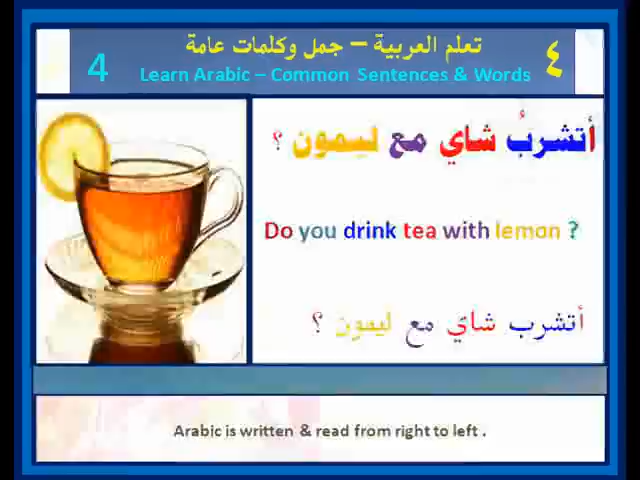 تعلم العربية – جمل وكلمات عامة
4 Learn Arabic – Common Sentences & Words ٤
أتشربُ شاي مع ليمون ؟
Do you drink tea with lemon ?
أتشرب شاي مع ليمون ؟
Arabic is written & read from right to left .